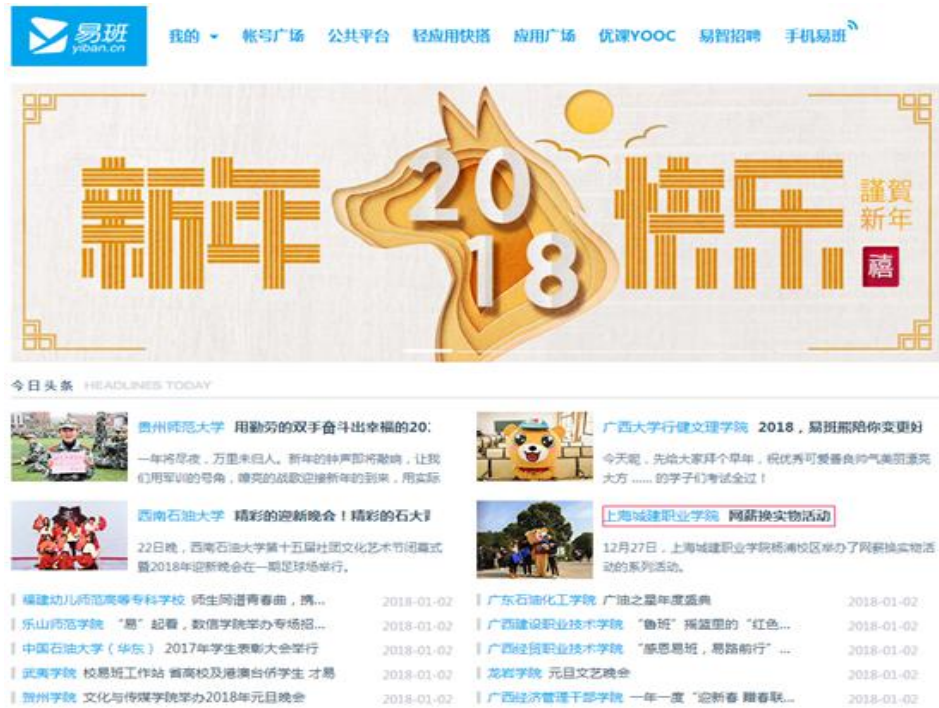 易班
yiban.cn
我的 帐号广场 公共平台 轻应用快搭 应用广场 优课YOOC 易智招聘 手机易班
新年
20
18
快乐
謹賀
新年
禧
今日头条 HEADLINES TODAY
贵州师范大学 用勤劳的双手奋斗出幸福的20
一年将尽夜，万里未归人。新年的钟声即将敲响，让我
们用军训的号角，嘹亮的战歌迎接新年的到来，用实际
广西大学行健文理学院 2018，易班熊陪你变更好
今天呢，先给大家拜个早年，祝优秀可爱善良帅气美丽漂亮
大方 ...... 的学子们考试全过！
西南石油大学 精彩的迎新晚会！精彩的石大
22日晚，西南石油大学第十五届社团文化艺术节闭幕式
暨2018年迎新晚会在一期足球场举行。
上海城建职业学院 网薪换实物活动
12月27日，上海城建职业学院杨浦校区举办了网薪换实物活
动的系列活动。
福建幼儿师范高等专科学校 师生同谱青春曲，携... 2018-01-02
乐山师范学院 “易”起看，数信学院举办专场招... 2018-01-02
中国石油大学（华东） 2017年学生表彰大会举行 2018-01-02
武夷学院 校易班工作站 省高校及港澳台侨学生 才易 2018-01-02
贺州学院 文化与传媒学院举办2018年元旦晚会 2018-01-02
广东石油化工学院 广油之星年度盛典 2018-01-02
广西建设职业技术学院 “鲁班”摇篮里的“红色... 2018-01-02
广西经贸职业技术学院 “感恩易班，易路前行”... 2018-01-02
龙岩学院 元旦文艺晚会 2018-01-02
广西经济管理干部学院 一年一度“迎新春 赠春联... 2018-01-02